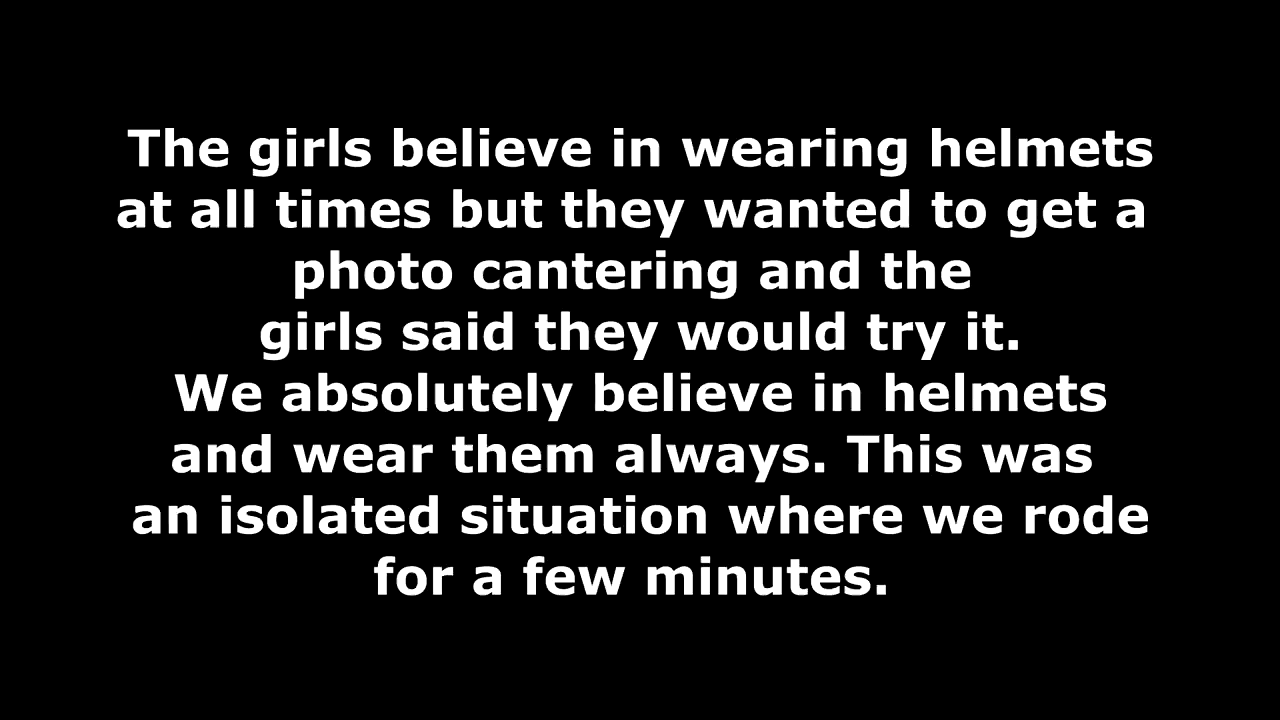 The girls believe in wearing helmets
at all times but they wanted to get a
photo cantering and the
girls said they would try it.
We absolutely believe in helmets
and wear them always. This was
an isolated situation where we rode
for a few minutes.